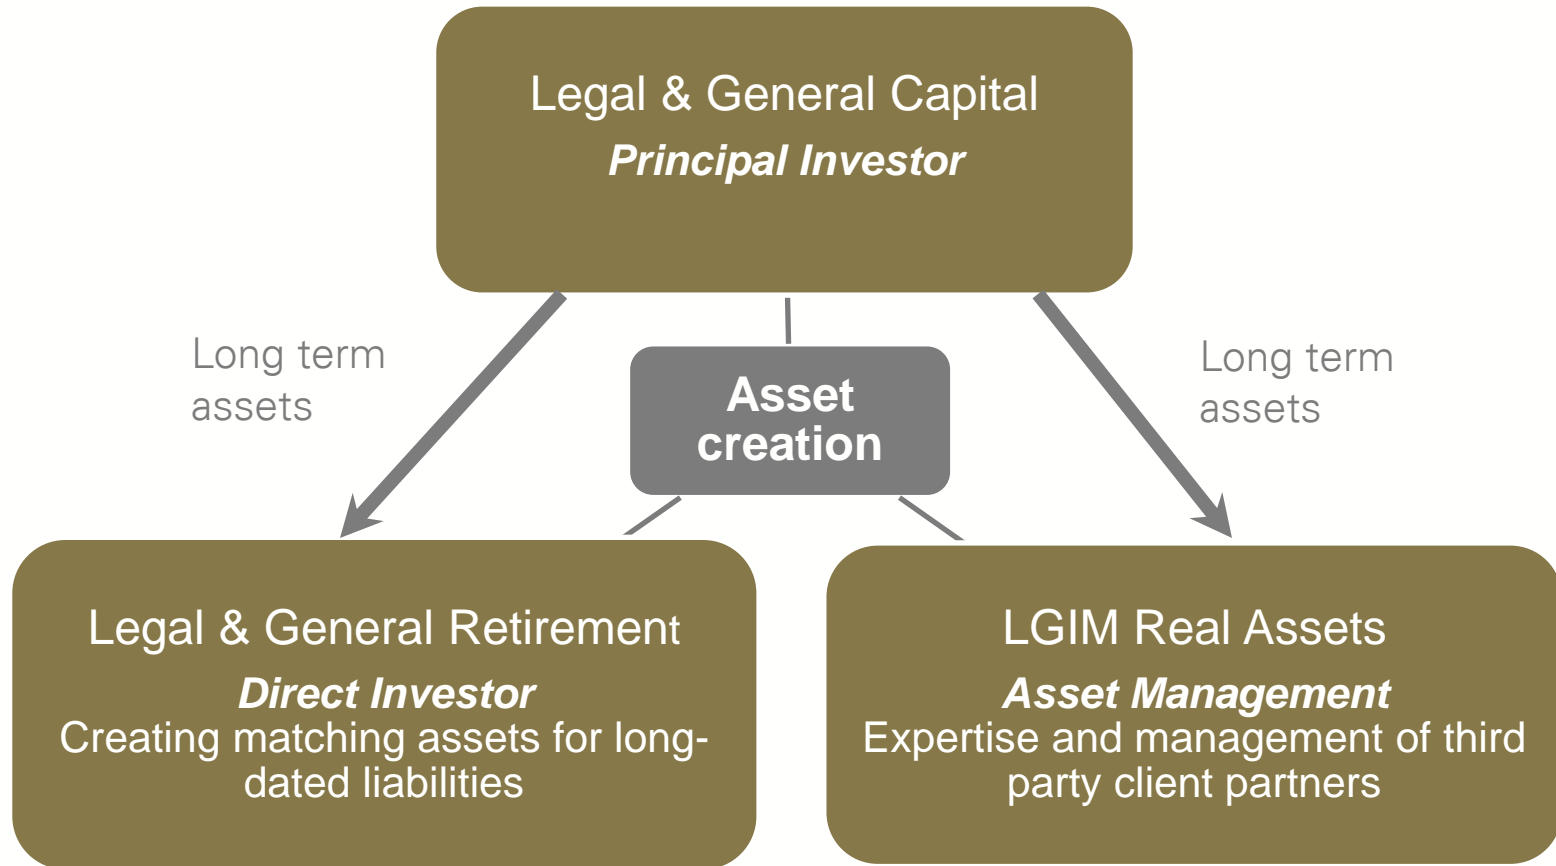 Legal & General Capital
Principal Investor
Long term
assets
Asset
creation
Long term
assets
Legal & General Retirement
Direct Investor
Creating matching assets for long-
dated liabilities
LGIM Real Assets
Asset Management
Expertise and management of third
party client partners